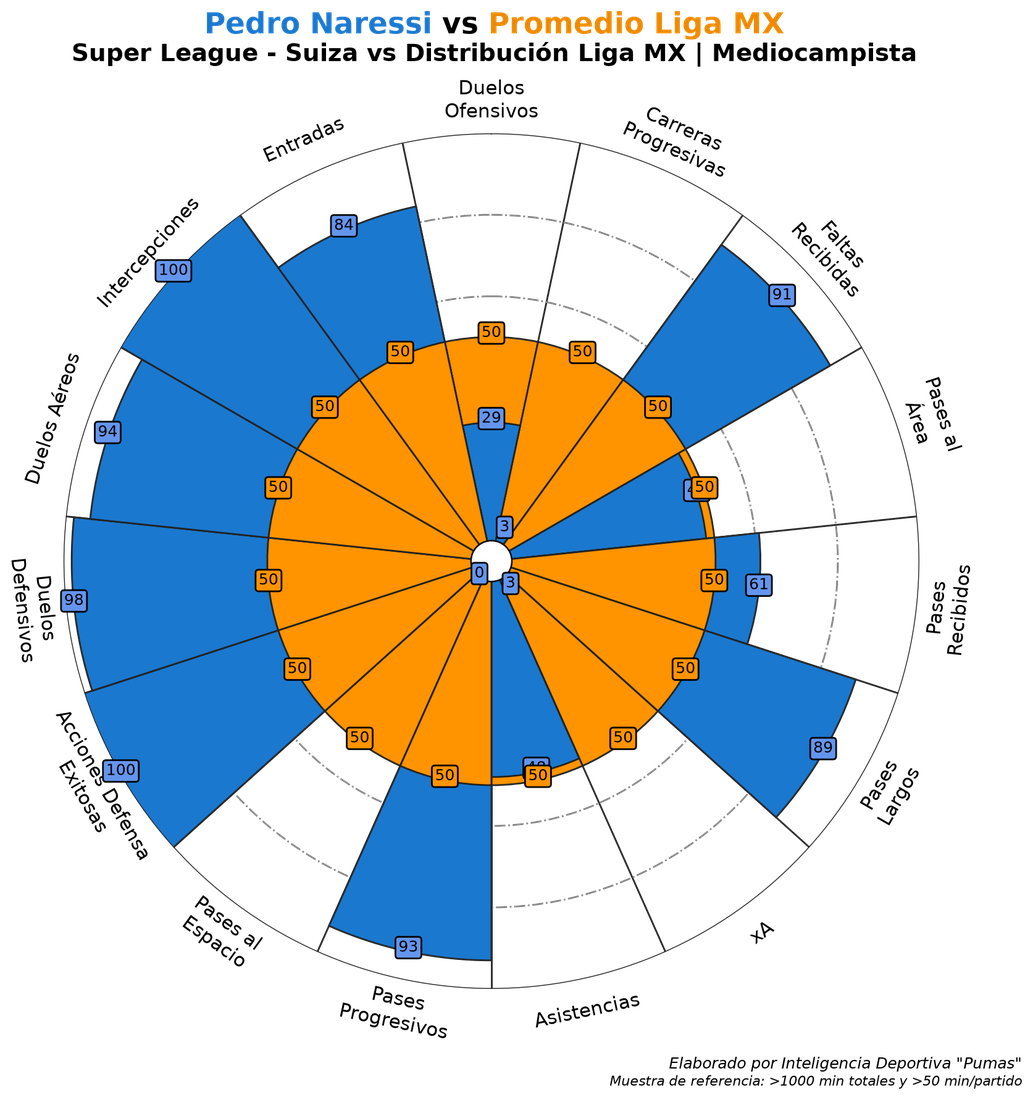 Pedro Naressi vs Promedio Liga MX
Super League - Suiza vs Distribución Liga MX | Mediocampista
Duelos
Ofensivos
Carreras
Progresivas
Faltas
Recibidas
Pases al
Área
Pases
Recibidos
Pases
Largos
xA
Asistencias
Pases
Progresivos
Pases al
Espacio
Acciones Defensa
Exitosas
Duelos
Defensivos
Duelos Aéreos
Intercepciones
Entradas
29
50
3
50
91
50
50
61
50
89
50
3
50
48
50
93
50
0
50
100
50
98
50
94
50
100
50
84
50
Elaborado por Inteligencia Deportiva "Pumas"
Muestra de referencia: >1000 min totales y >50 min/partido